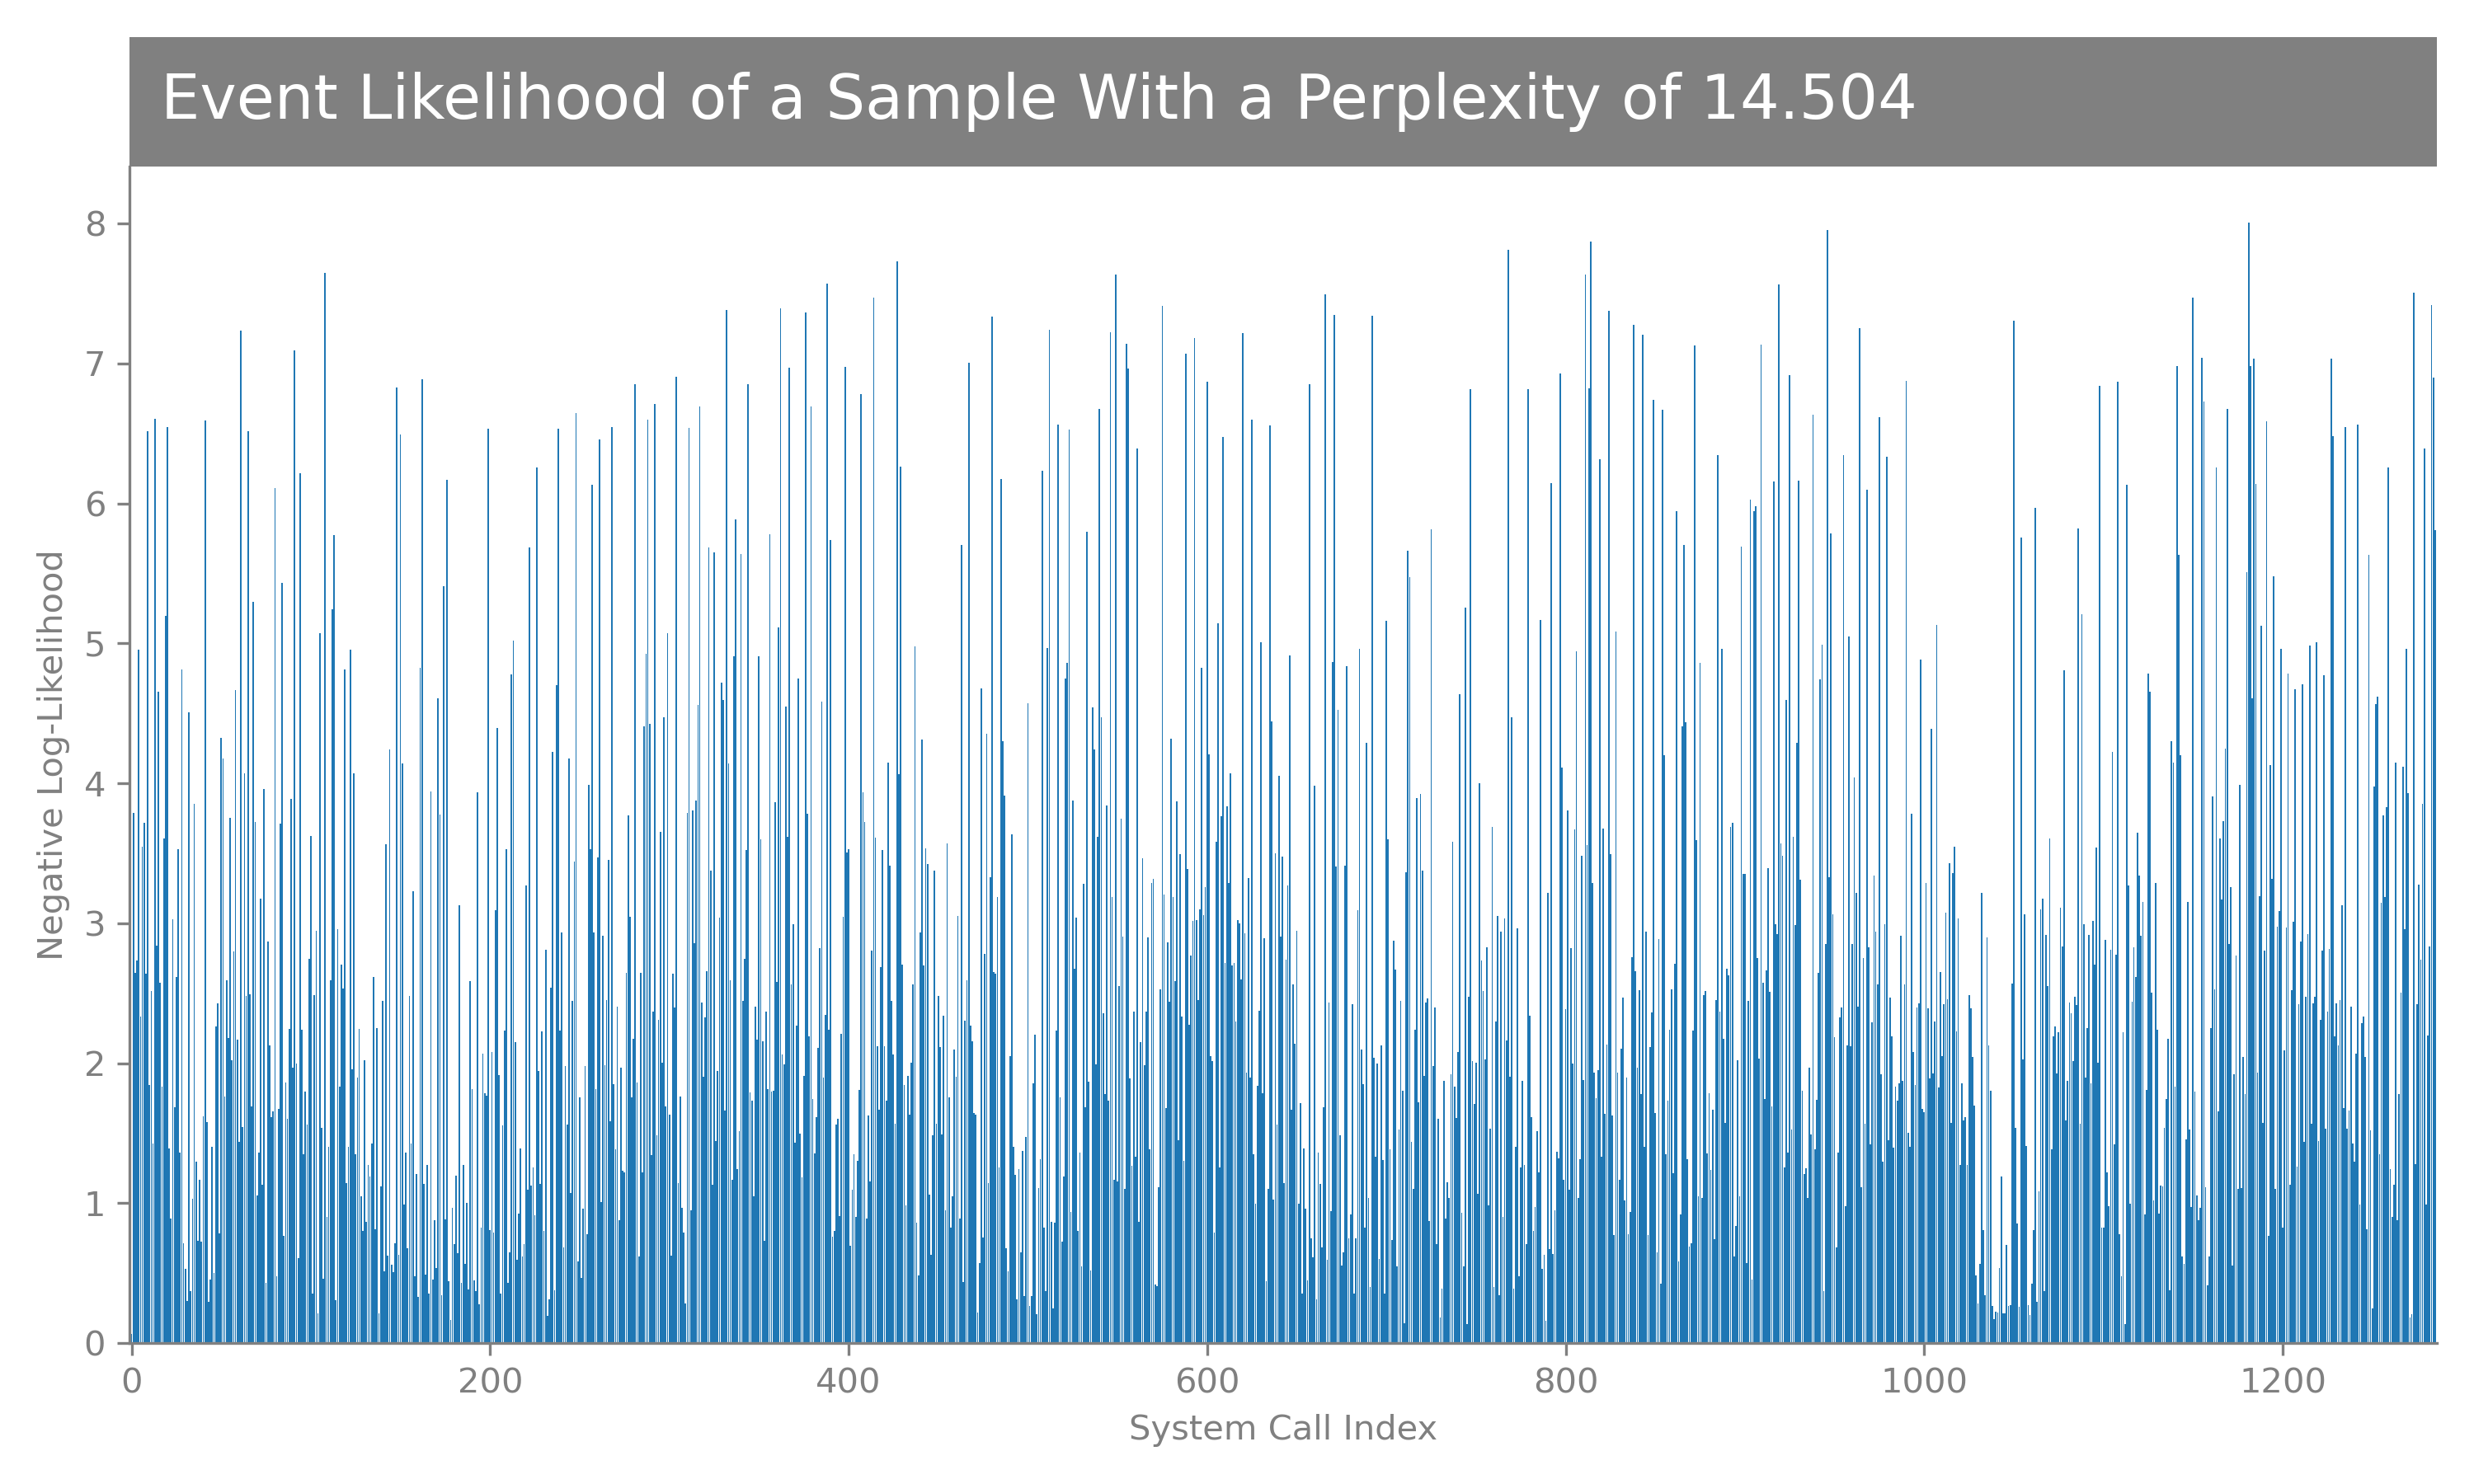 Event Likelihood of a Sample With a Perplexity of 14.504
8
7
6
5
4
3
2
1
0
Negative Log-Likelihood
0 200 400 600 800 1000 1200
System Call Index